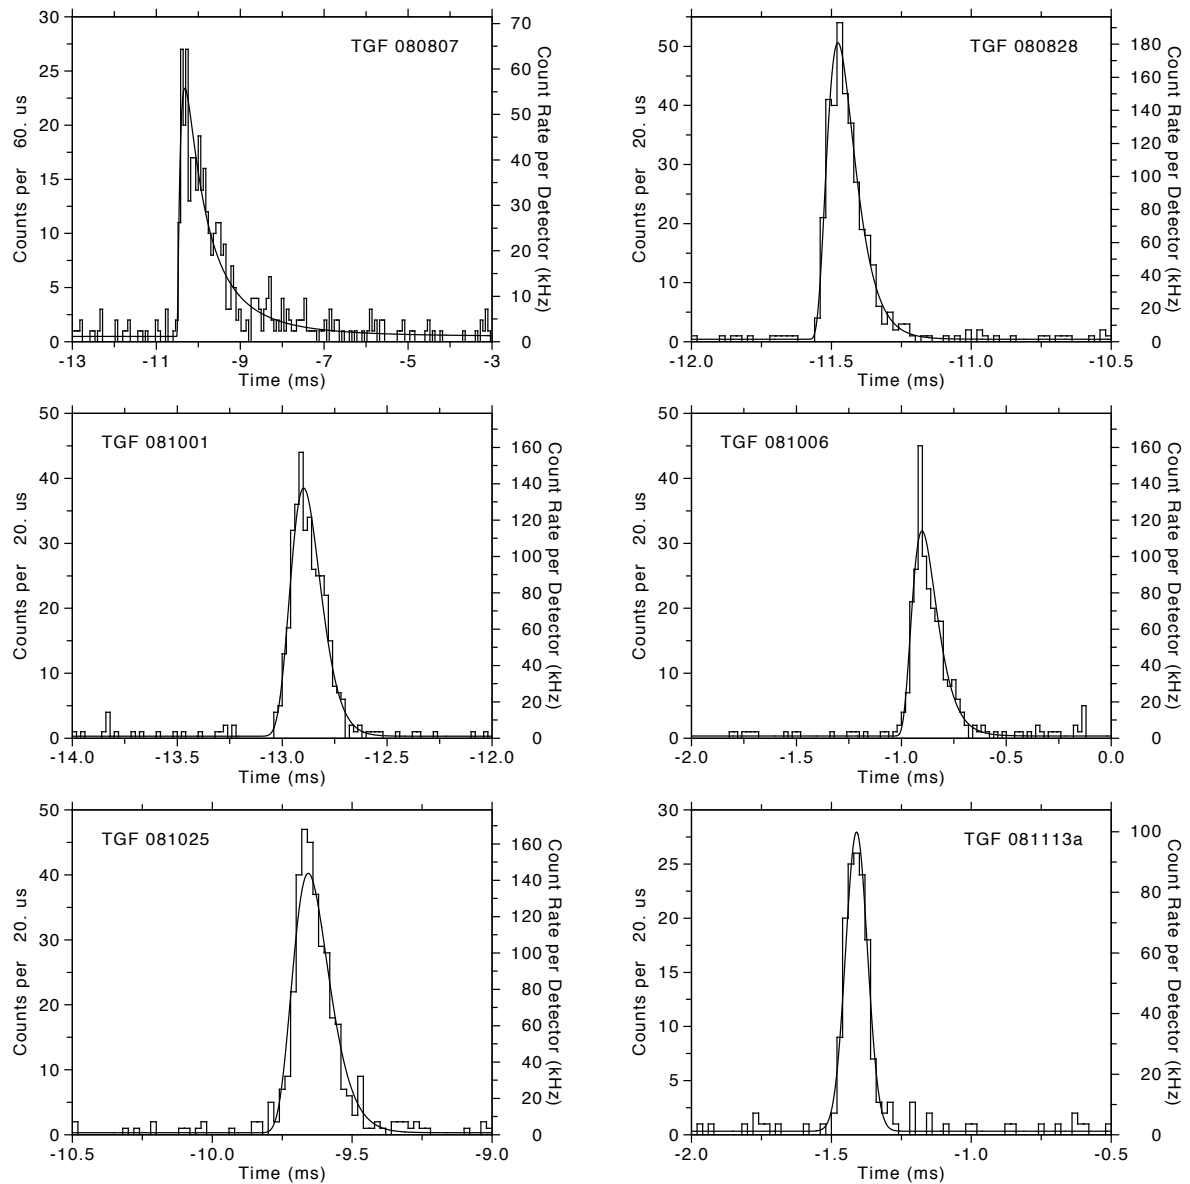 TGF 080807
30
25
20
15
10
5
0
Counts per 60. us
70
60
50
40
30
20
10
0
Count Rate per Detector (kHz)
-13 -11 -9 -7 -5 -3
Time (ms)
TGF 080828
50
40
30
20
10
0
Counts per 20. us
180
160
140
120
100
80
60
40
20
0
Count Rate per Detector (kHz)
-12.0 -11.5 -11.0 -10.5
Time (ms)
TGF 081001
50
40
30
20
10
0
Counts per 20. us
160
140
120
100
80
60
40
20
0
Count Rate per Detector (kHz)
-14.0 -13.5 -13.0 -12.5 -12.0
Time (ms)
TGF 081006
50
40
30
20
10
0
Counts per 20. us
160
140
120
100
80
60
40
20
0
Count Rate per Detector (kHz)
-2.0 -1.5 -1.0 -0.5 0.0
Time (ms)
TGF 081025
50
40
30
20
10
0
Counts per 20. us
160
140
120
100
80
60
40
20
0
Count Rate per Detector (kHz)
-10.5 -10.0 -9.5 -9.0
Time (ms)
TGF 081113a
30
25
20
15
10
5
0
Counts per 20. us
100
80
60
40
20
0
Count Rate per Detector (kHz)
-2.0 -1.5 -1.0 -0.5
Time (ms)